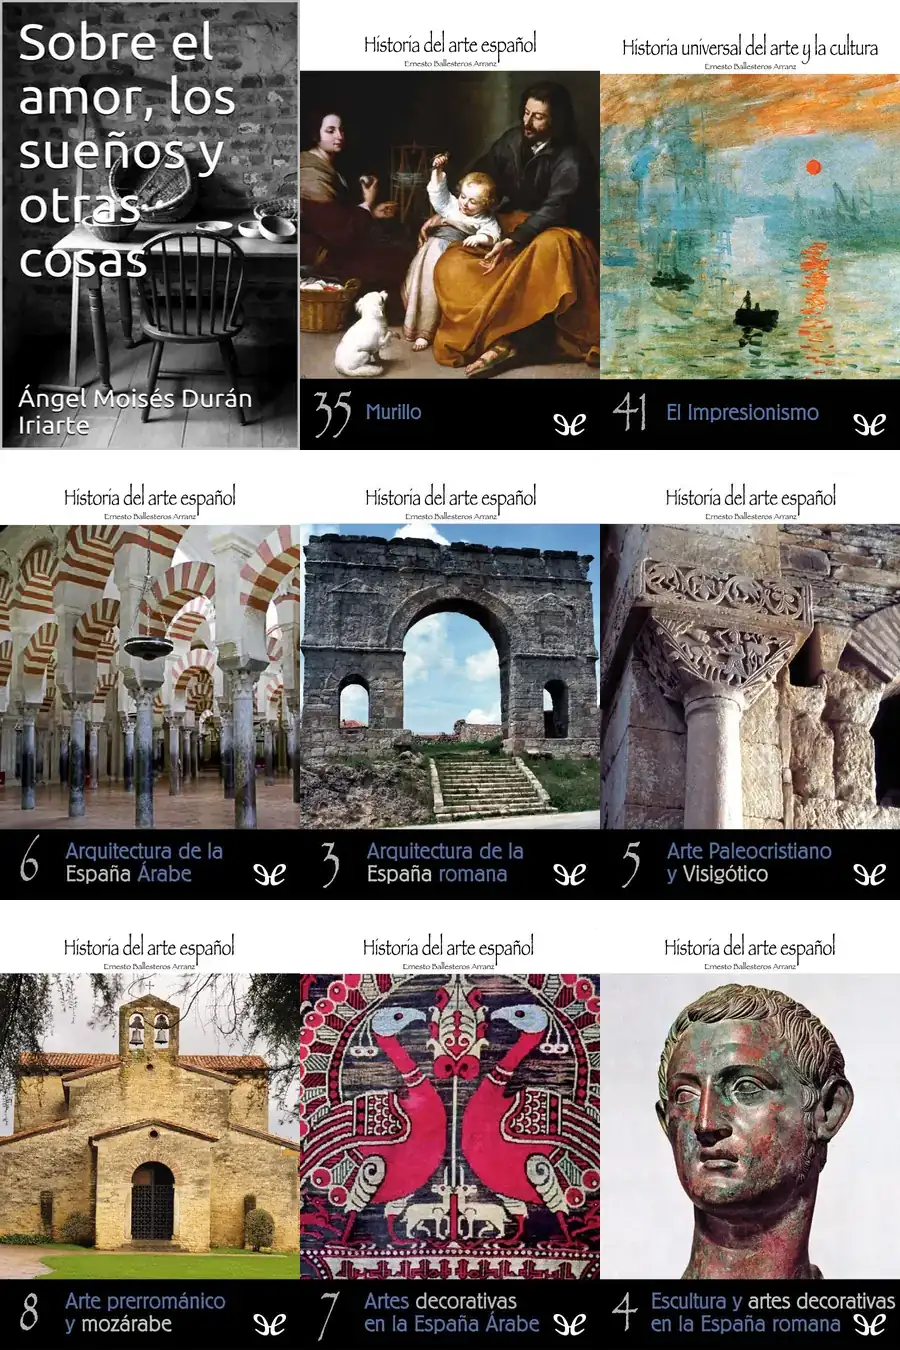 Sobre el
amor, los
sueños y
otras
cosas
Ángel Moisés Durán
Iriarte
Historia del arte español
Ernesto Ballesteros Arranz
35 Murillo
Historia universal del arte y la cultura
Ernesto Ballesteros Arranz
41 El Impresionismo
Historia del arte español
Ernesto Ballesteros Arranz
6 Arquitectura de la
España Árabe
Historia del arte español
Ernesto Ballesteros Arranz
3 Arquitectura de la
España romana
Historia del arte español
Ernesto Ballesteros Arranz
5 Arte Paleocristiano
y Visigótico
Historia del arte español
Ernesto Ballesteros Arranz
8 Arte prerrománico
y mozárabe
Historia del arte español
Ernesto Ballesteros Arranz
7 Artes decorativas
en la España Árabe
Historia del arte español
Ernesto Ballesteros Arranz
4 Escultura y artes decorativas
en la España romana